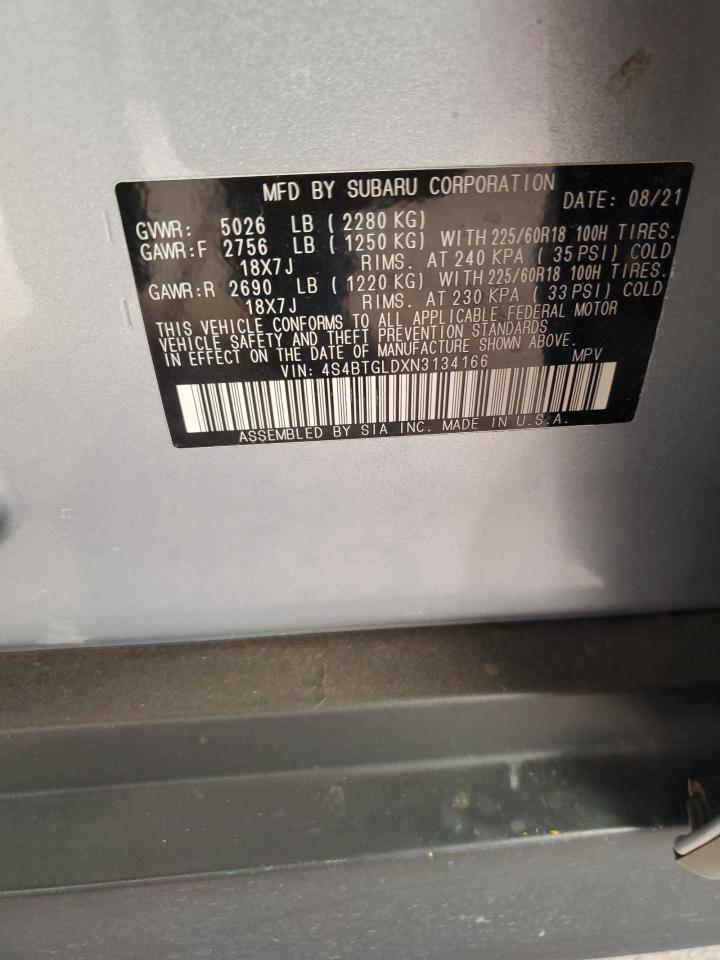 MFD BY SUBARU CORPORATION DATE: 08/21
GVWR: 5026 LB ( 2280 KG)
GAWR:F 2756 LB ( 1250 KG) WITH 225/60R18 100H TIRES.
18X7J RIMS. AT 240 KPA ( 35 PSI) COLD
GAWR:R 2690 LB ( 1220 KG) WITH 225/60R18 100H TIRES.
18X7J RIMS. AT 230 KPA ( 33 PSI) COLD
THIS VEHICLE CONFORMS TO ALL APPLICABLE FEDERAL MOTOR
VEHICLE SAFETY AND THEFT PREVENTION STANDARDS
IN EFFECT ON THE DATE OF MANUFACTURE SHOWN ABOVE.
VIN: 4S4BTGLDXN3134166 MPV
ASSEMBLED BY SIA INC. MADE IN U.S.A.